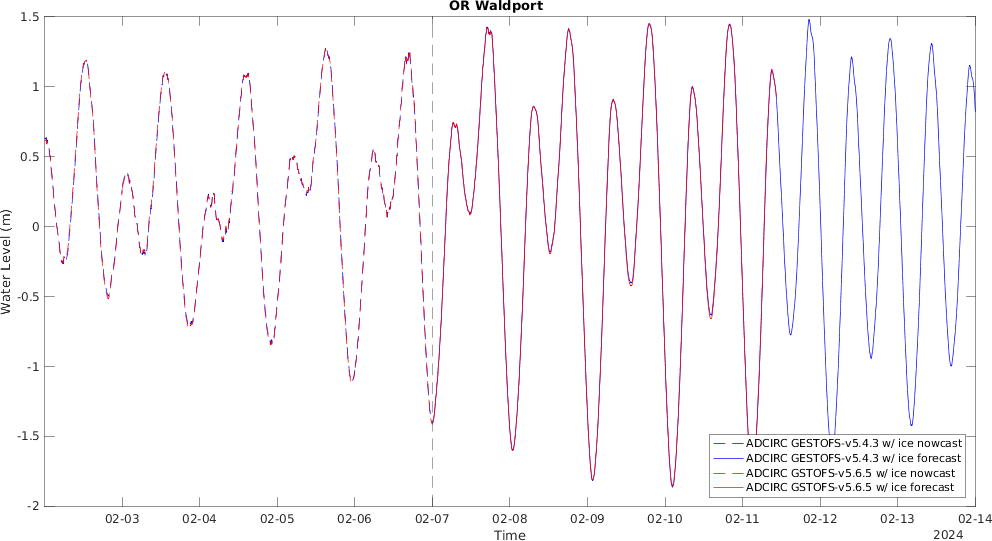 OR Waldport
1.5
1
0.5
0
-0.5
-1
-1.5
-2
Water Level (m)
ADCIRC GESTOFS-v5.4.3 w/ ice nowcast
ADCIRC GESTOFS-v5.4.3 w/ ice forecast
ADCIRC GSTOFS-v5.6.5 w/ ice nowcast
ADCIRC GSTOFS-v5.6.5 w/ ice forecast
02-03 02-04 02-05 02-06 02-07 02-08 02-09 02-10 02-11 02-12 02-13 02-14
Time 2024